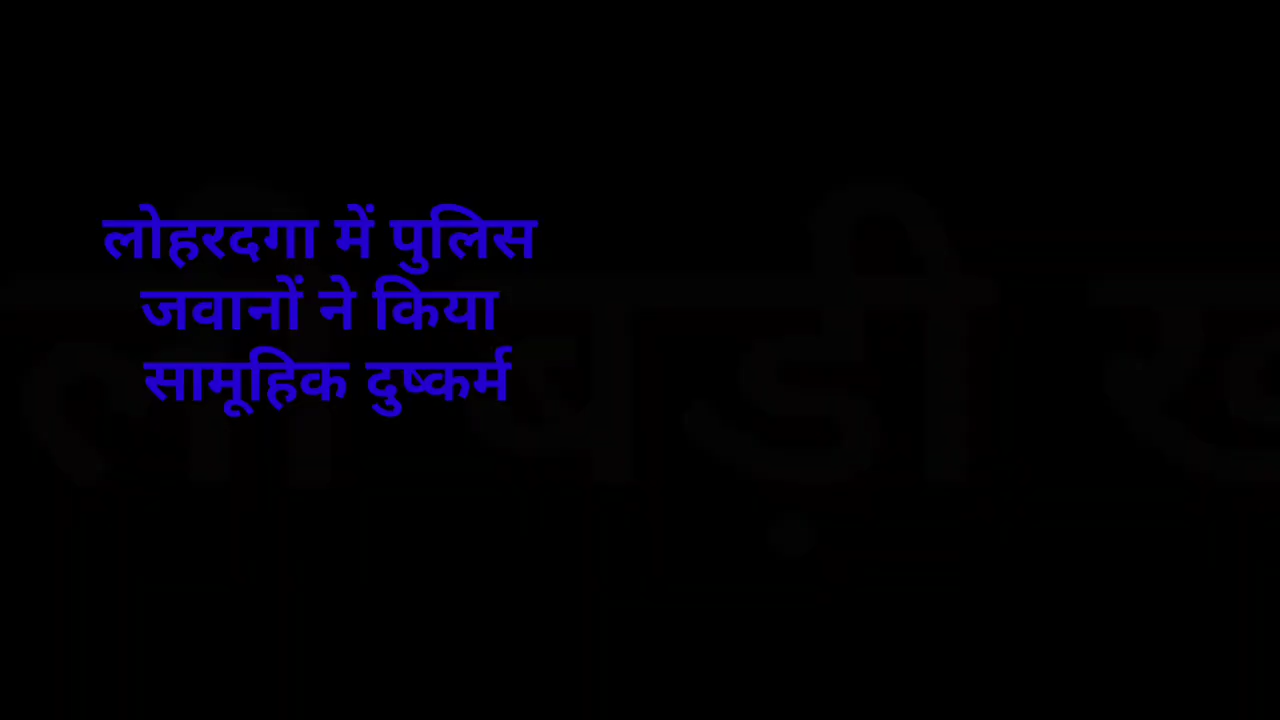 लोहरदगा में पुलिस
जवानों ने किया
सामूहिक दुष्कर्म